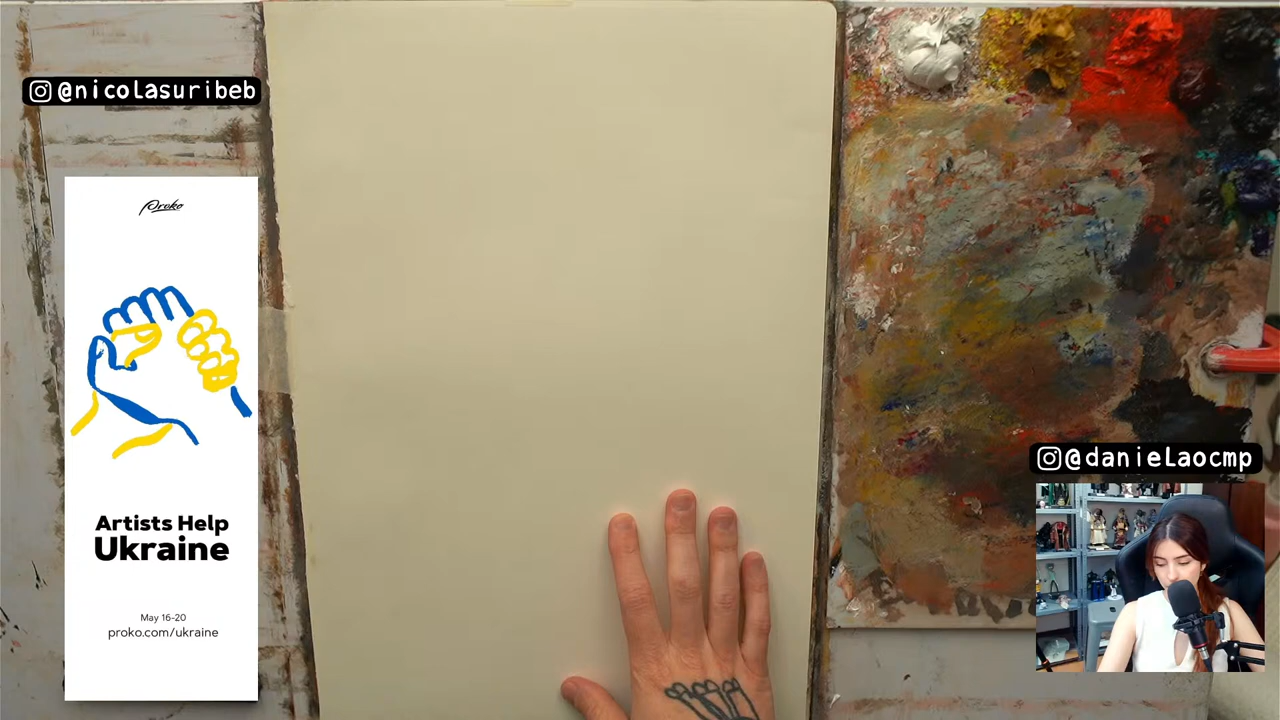 @nicolasuribeb
Proko
Artists Help
Ukraine
May 16-20
proko.com/ukraine
@danielaocmp